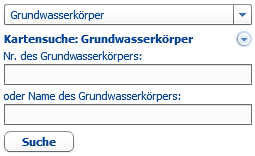 Grundwasserkörper
Kartensuche: Grundwasserkörper
Nr. des Grundwasserkörpers:
oder Name des Grundwasserkörpers:
Suche